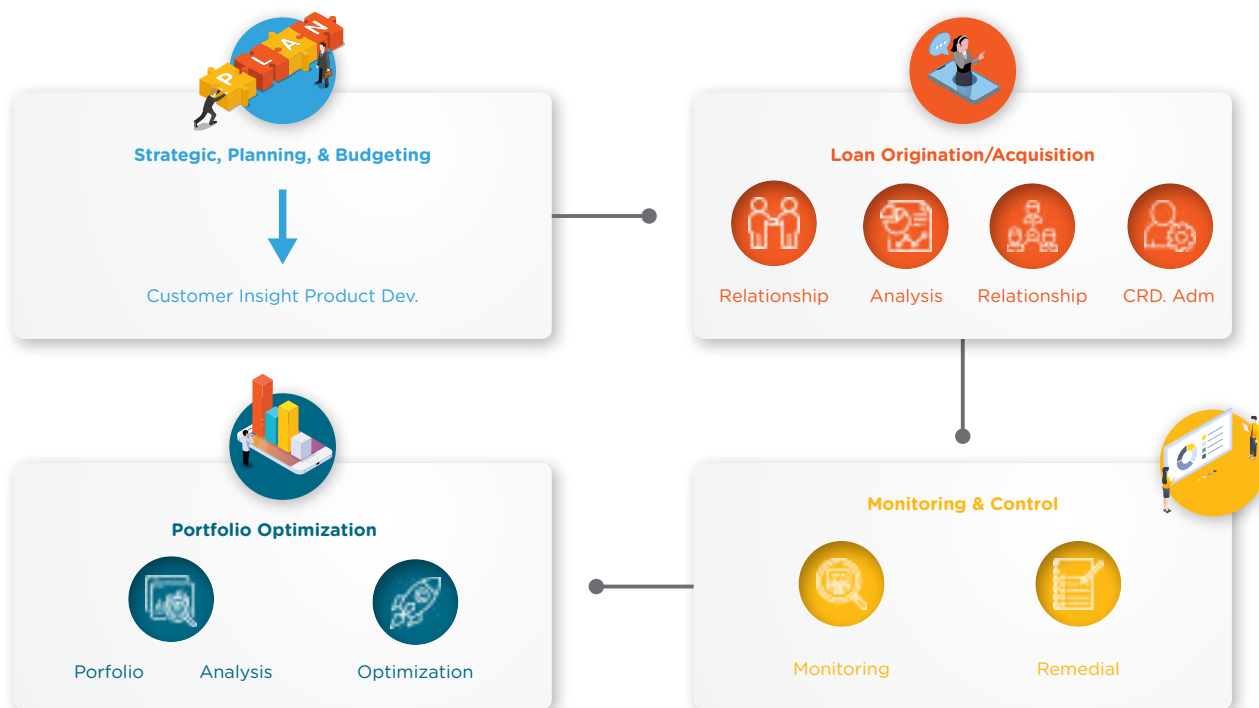 PLAN
Strategic, Planning, & Budgeting
Customer Insight Product Dev.
Loan Origination/Acquisition
Relationship
Analysis
Relationship
CRD. Adm
Portfolio Optimization
Porfolio
Analysis
Optimization
Monitoring & Control
Monitoring
Remedial